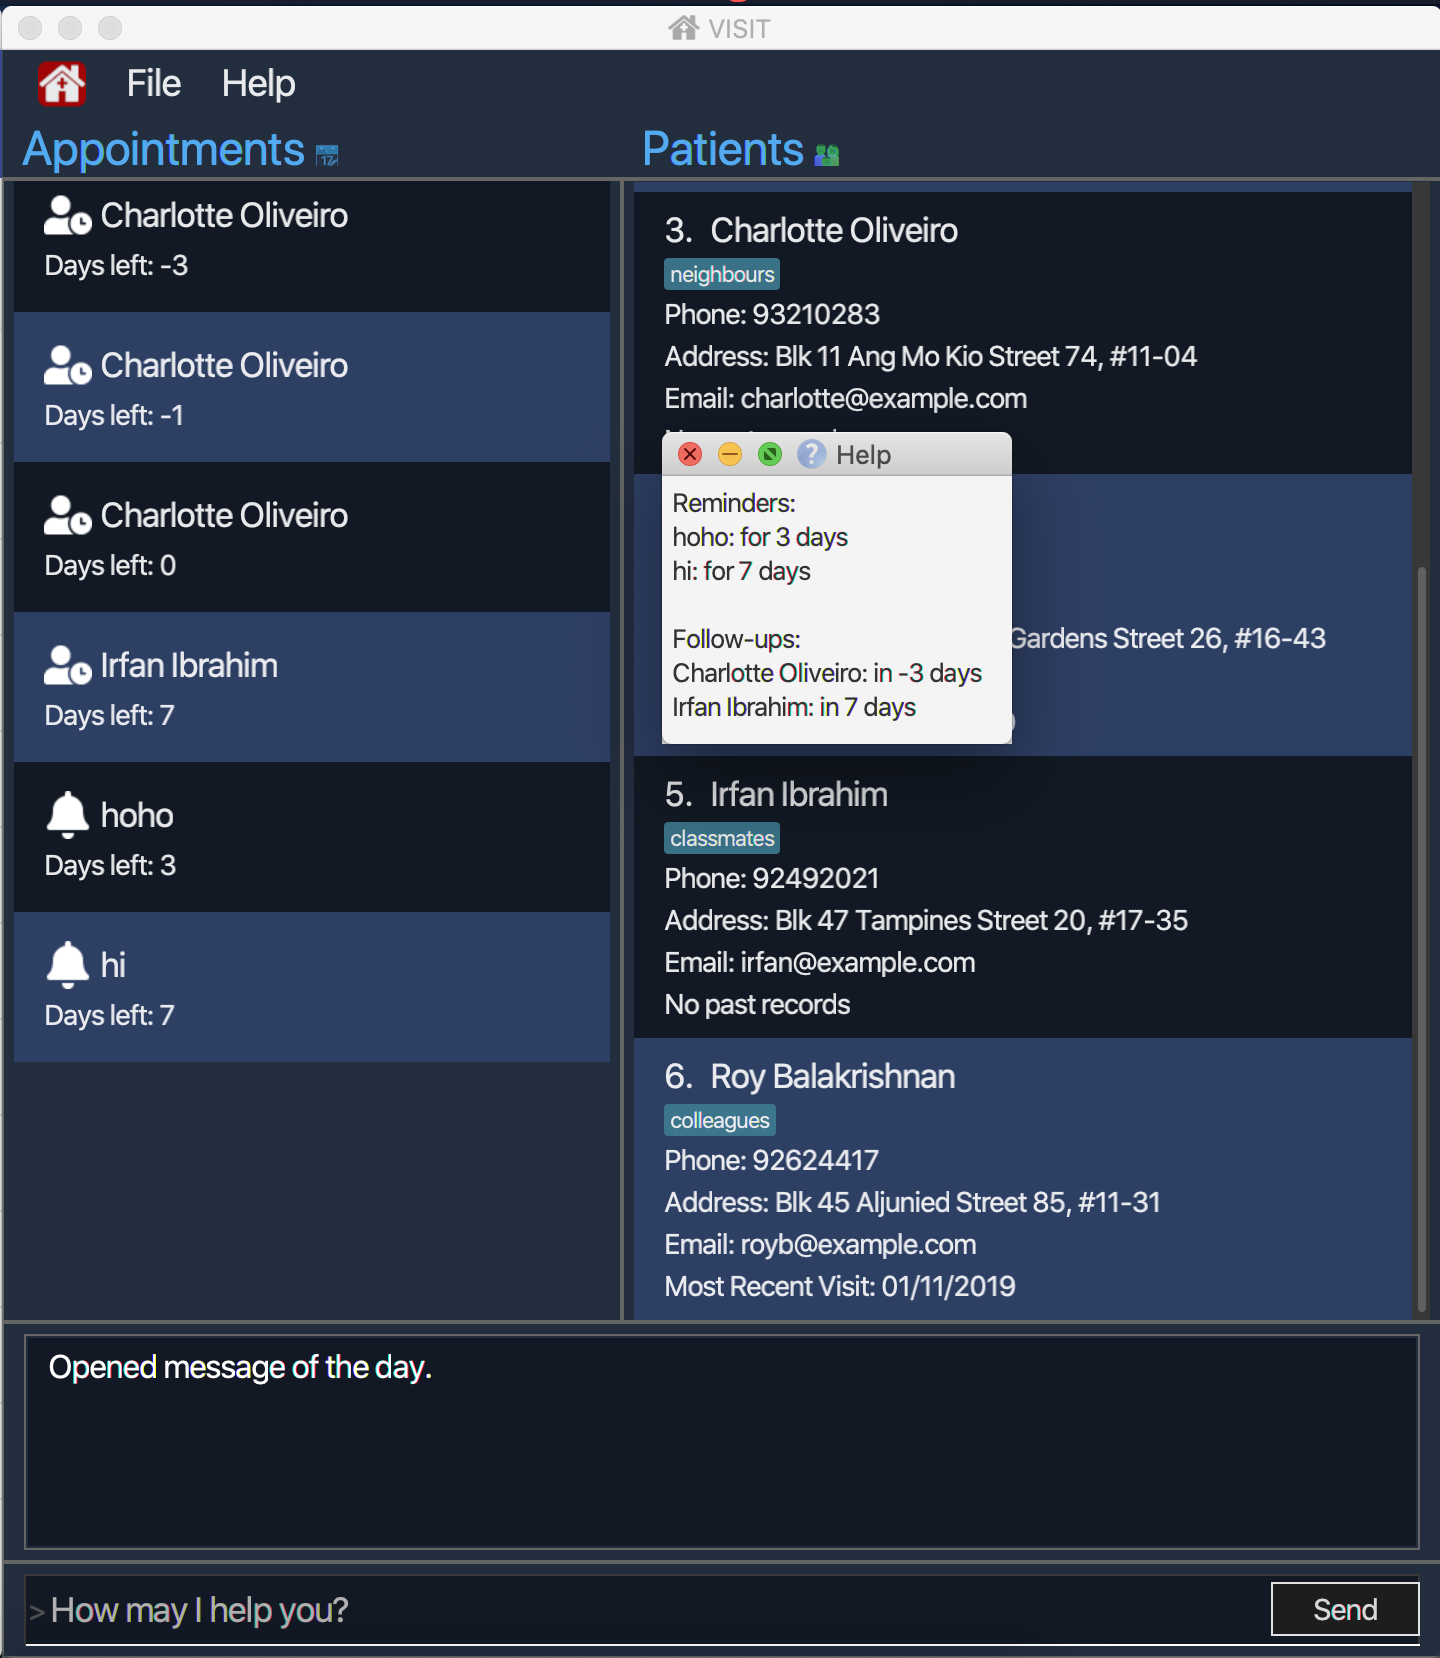 VISIT
File Help
Appointments
Charlotte Oliveiro
Days left: -3
Charlotte Oliveiro
Days left: -1
Charlotte Oliveiro
Days left: 0
Irfan Ibrahim
Days left: 7
hoho
Days left: 3
hi
Days left: 7
Patients
3. Charlotte Oliveiro
neighbours
Phone: 93210283
Address: Blk 11 Ang Mo Kio Street 74, #11-04
Email: charlotte@example.com
Help
Reminders:
hoho: for 3 days
hi: for 7 days
Follow-ups:
Charlotte Oliveiro: in -3 days
Irfan Ibrahim: in 7 days
Gardens Street 26, #16-43
5. Irfan Ibrahim
classmates
Phone: 92492021
Address: Blk 47 Tampines Street 20, #17-35
Email: irfan@example.com
No past records
6. Roy Balakrishnan
colleagues
Phone: 92624417
Address: Blk 45 Aljunied Street 85, #11-31
Email: royb@example.com
Most Recent Visit: 01/11/2019
Opened message of the day.
> How may I help you?
Send